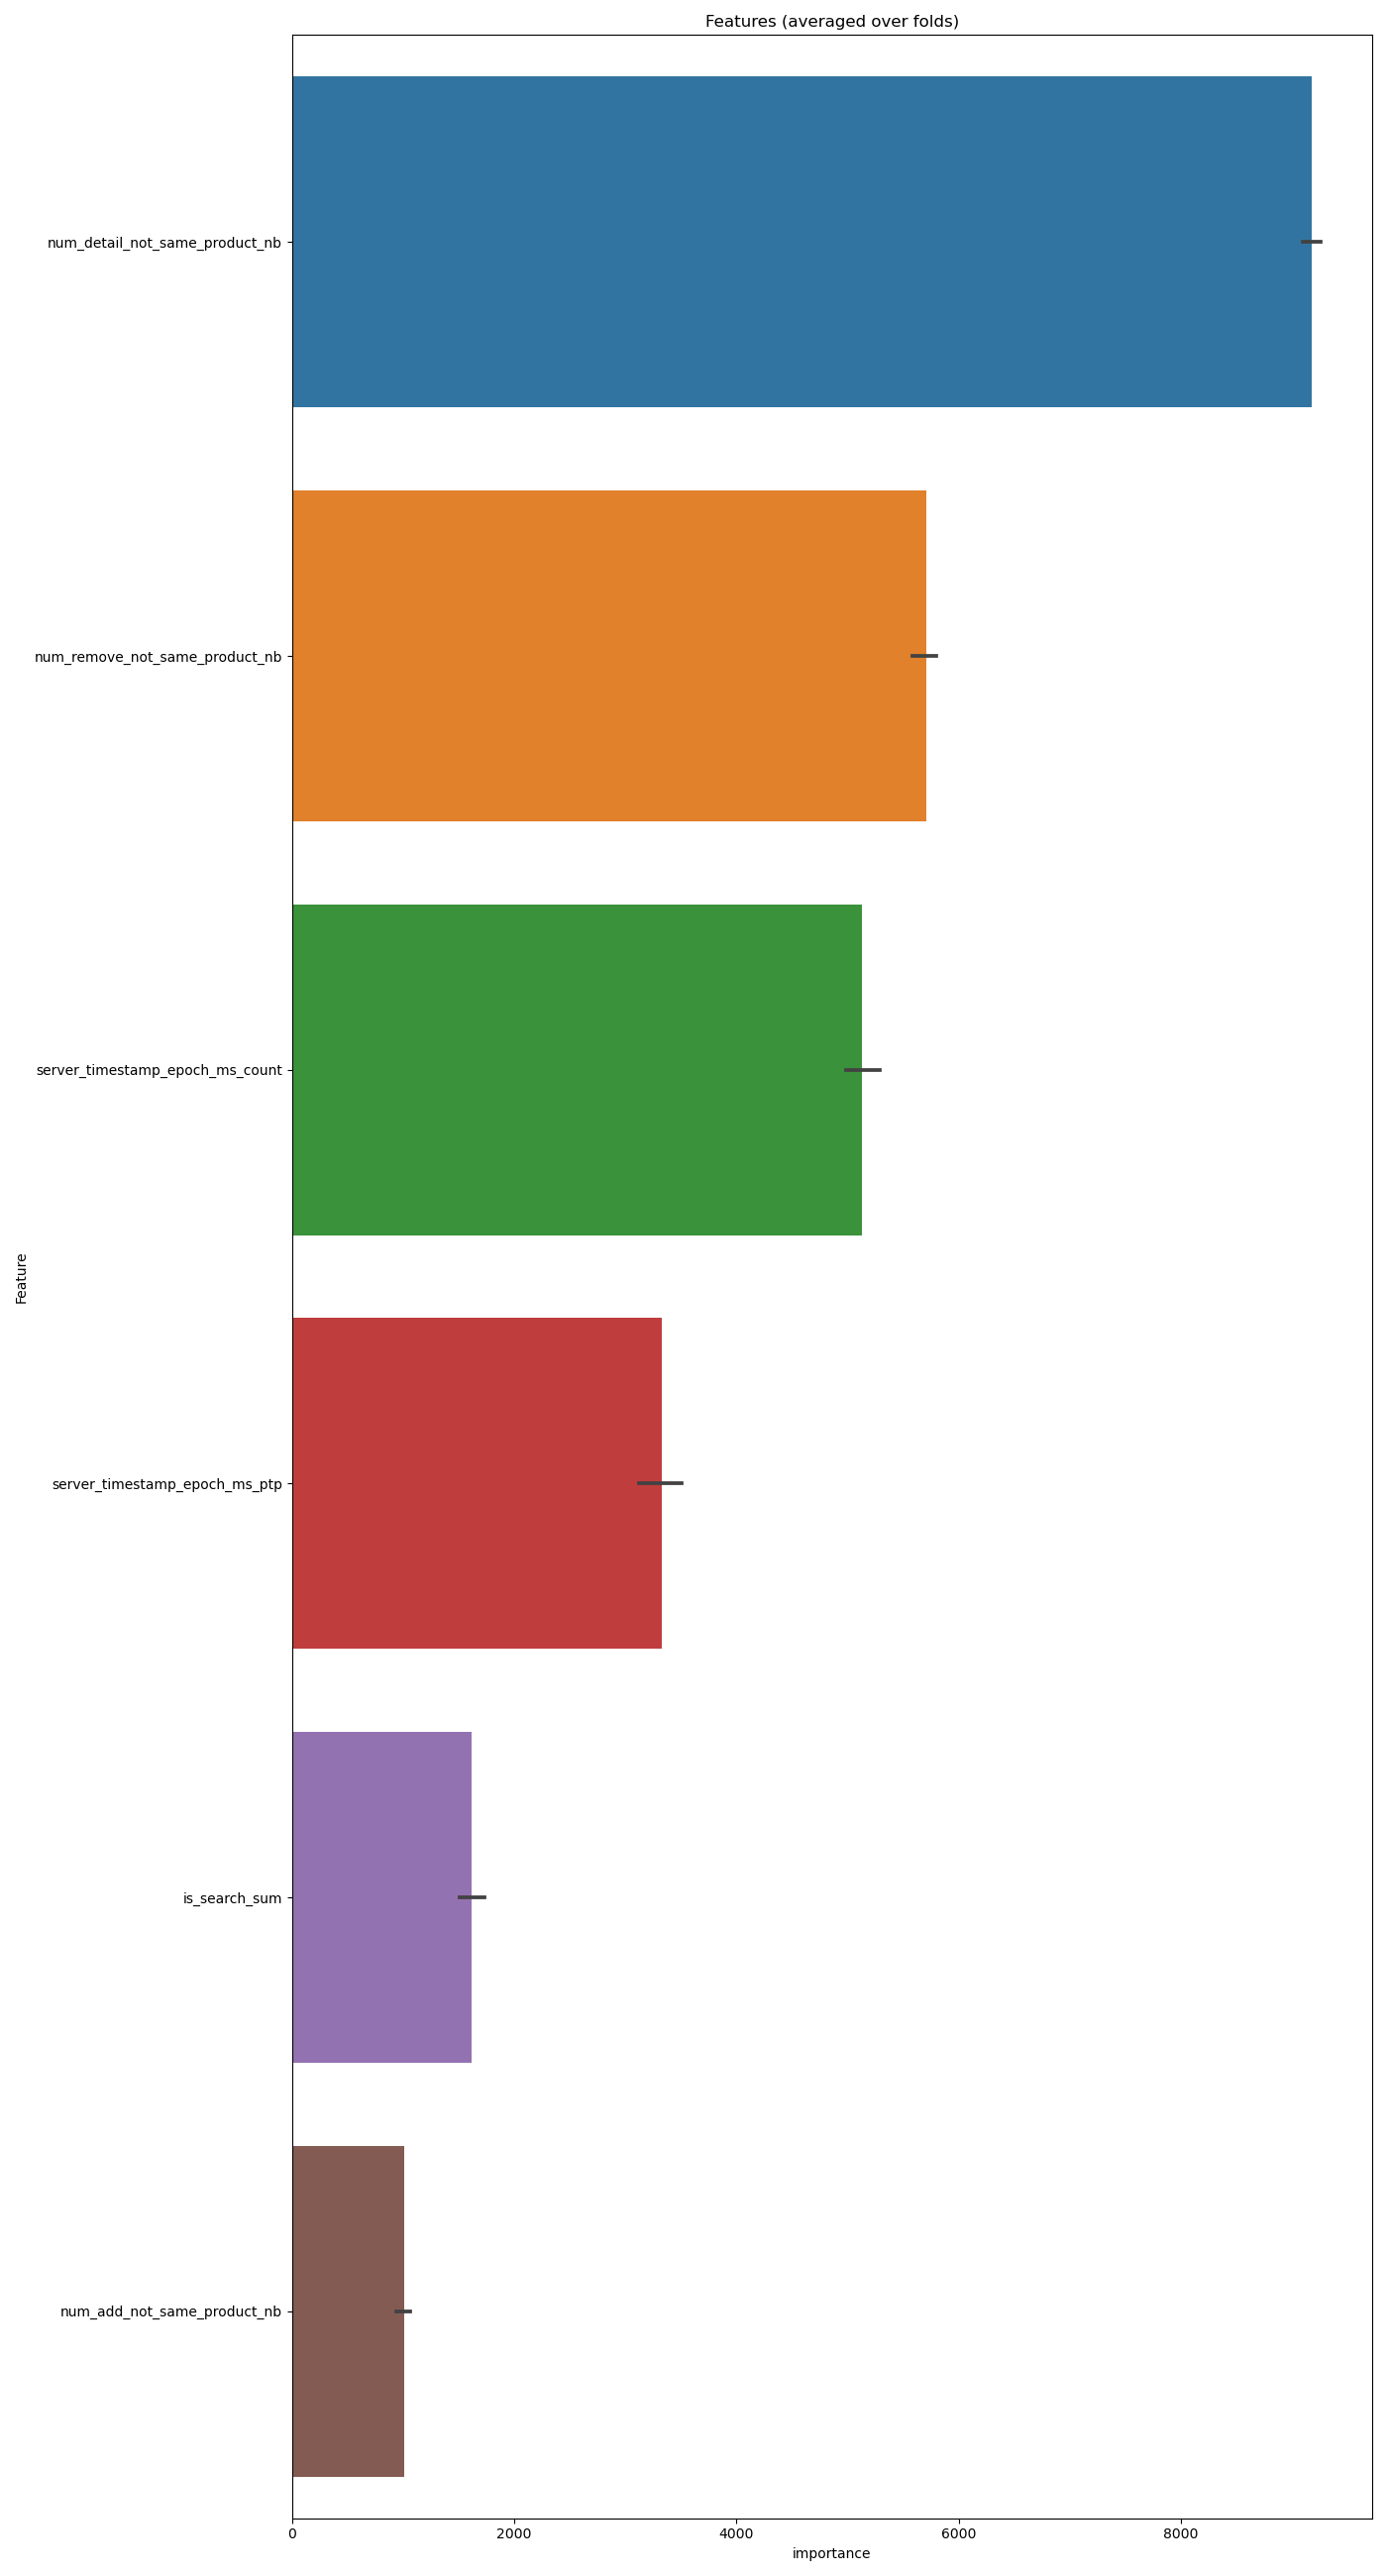 Features (averaged over folds)
num_detail_not_same_product_nb
num_remove_not_same_product_nb
server_timestamp_epoch_ms_count
Feature
server_timestamp_epoch_ms_ptp
is_search_sum
num_add_not_same_product_nb
0 2000 4000 6000 8000
importance